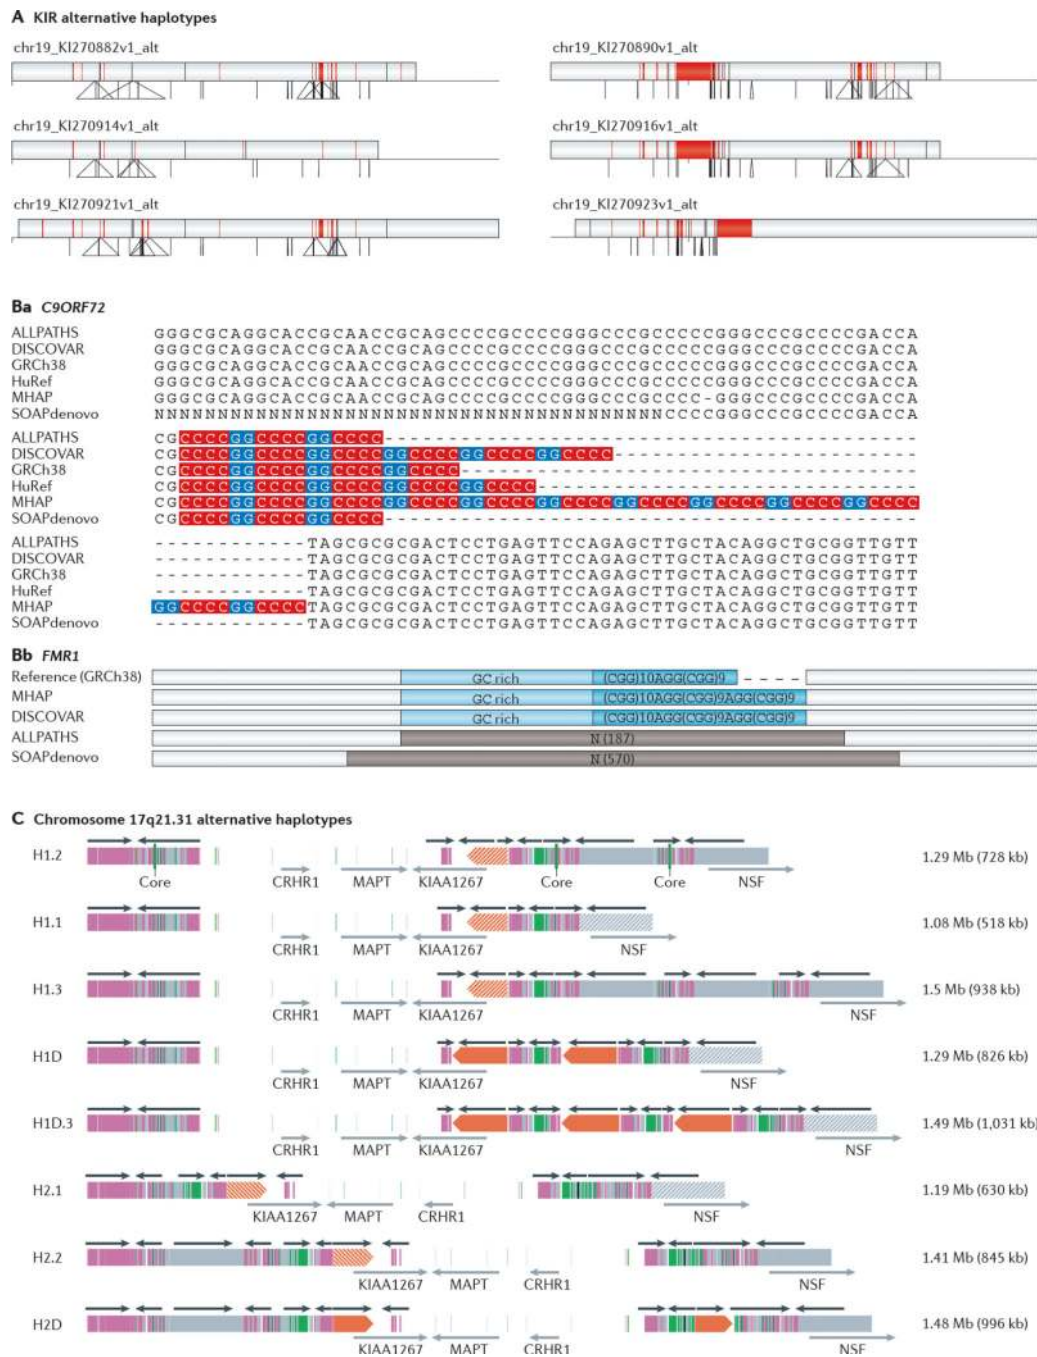 A KIR alternative haplotypes
chr19_KI270882v1_alt
chr19_KI270890v1_alt
chr19_KI270914v1_alt
chr19_KI270916v1_alt
chr19_KI270921v1_alt
chr19_KI270923v1_alt
Ba C9ORF72
ALLPATHS GGGCGCAGGCACCGCAACCGCAGCCCCGCCCCGGGCCCGCCCCCGGGCCCGCCCCGACCA
DISCOVAR GGGCGCAGGCACCGCAACCGCAGCCCCGCCCCGGGCCCGCCCCCGGGCCCGCCCCGACCA
GRCh38 GGGCGCAGGCACCGCAACCGCAGCCCCGCCCCGGGCCCGCCCCCGGGCCCGCCCCGACCA
HuRef GGGCGCAGGCACCGCAACCGCAGCCCCGCCCCGGGCCCGCCCCCGGGCCCGCCCCGACCA
MHAP GGGCGCAGGCACCGCAACCGCAGCCCCGCCCCGGGCCCGCCCC-GGGCCCGCCCCGACCA
SOAPdenovo NNNNNNNNNNNNNNNNNNNNNNNNNNNNNNNNNNNNNNNNCCCCGGGCCCGCCCCGACCA
ALLPATHS CGCCCCGGCCCCGGCCCC------------------------------------------
DISCOVAR CGCCCCGGCCCCGGCCCCGGCCCCGGCCCCGGCCCC------------------------
GRCh38 CGCCCCGGCCCCGGCCCCGGCCCC------------------------------------
HuRef CGCCCCGGCCCCGGCCCCGGCCCCGGCCCC------------------------------
MHAP CGCCCCGGCCCCGGCCCCGGCCCCGGCCCCGGCCCCGGCCCCGGCCCCGGCCCCGGCCCC
SOAPdenovo CGCCCCGGCCCCGGCCCC------------------------------------------
ALLPATHS ------------TAGCGCGCGACTCCTGAGTTCCAGAGCTTGCTACAGGCTGCGGTTGTT
DISCOVAR ------------TAGCGCGCGACTCCTGAGTTCCAGAGCTTGCTACAGGCTGCGGTTGTT
GRCh38 ------------TAGCGCGCGACTCCTGAGTTCCAGAGCTTGCTACAGGCTGCGGTTGTT
HuRef ------------TAGCGCGCGACTCCTGAGTTCCAGAGCTTGCTACAGGCTGCGGTTGTT
MHAP GGCCCCGGCCCCTAGCGCGCGACTCCTGAGTTCCAGAGCTTGCTACAGGCTGCGGTTGTT
SOAPdenovo ------------TAGCGCGCGACTCCTGAGTTCCAGAGCTTGCTACAGGCTGCGGTTGTT
Bb FMR1
Reference (GRCh38) GC rich (CGG)10AGG(CGG)9 ----
MHAP GC rich (CGG)10AGG(CGG)9AGG(CGG)9
DISCOVAR GC rich (CGG)10AGG(CGG)9AGG(CGG)9
ALLPATHS N (187)
SOAPdenovo N (570)
C Chromosome 17q21.31 alternative haplotypes
H1.2 1.29 Mb (728 kb)
Core CRHR1 MAPT KIAA1267 Core Core NSF
H1.1 1.08 Mb (518 kb)
CRHR1 MAPT KIAA1267 NSF
H1.3 1.5 Mb (938 kb)
CRHR1 MAPT KIAA1267 NSF
H1D 1.29 Mb (826 kb)
CRHR1 MAPT KIAA1267 NSF
H1D.3 1.49 Mb (1,031 kb)
CRHR1 MAPT KIAA1267 NSF
H2.1 1.19 Mb (630 kb)
KIAA1267 MAPT CRHR1 NSF
H2.2 1.41 Mb (845 kb)
KIAA1267 MAPT CRHR1 NSF
H2D 1.48 Mb (996 kb)
KIAA1267 MAPT CRHR1 NSF